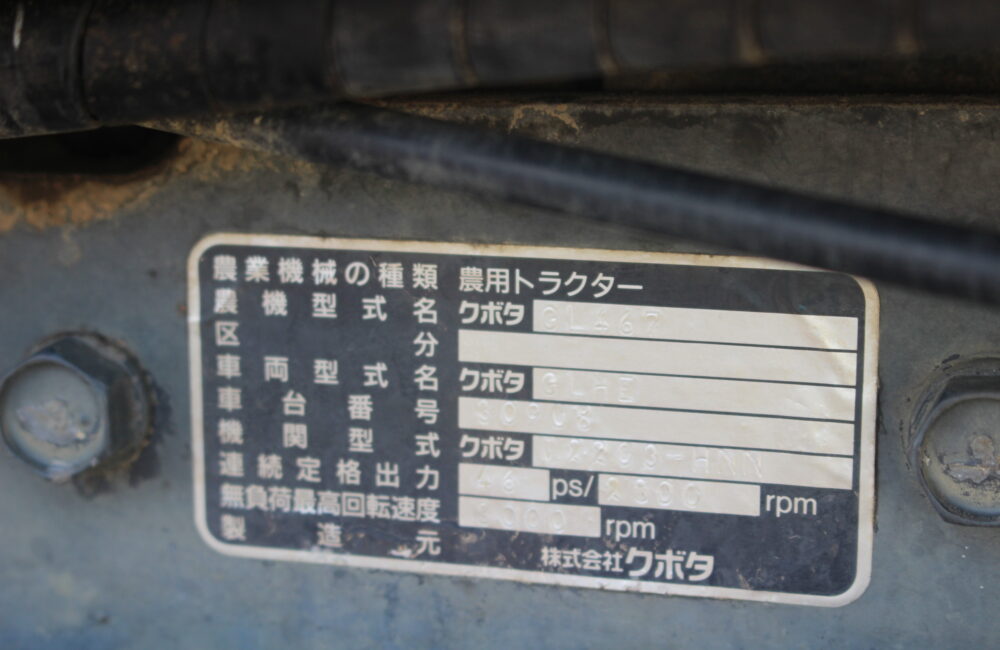 農業機械の種類 農用トラクター
農機型式名 クボタ GL467
区分
車両型式名 クボタ GLHE
車台番号
機関型式 クボタ
連続定格出力 46 ps/ rpm
無負荷最高回転速度 rpm
製造元 株式会社クボタ